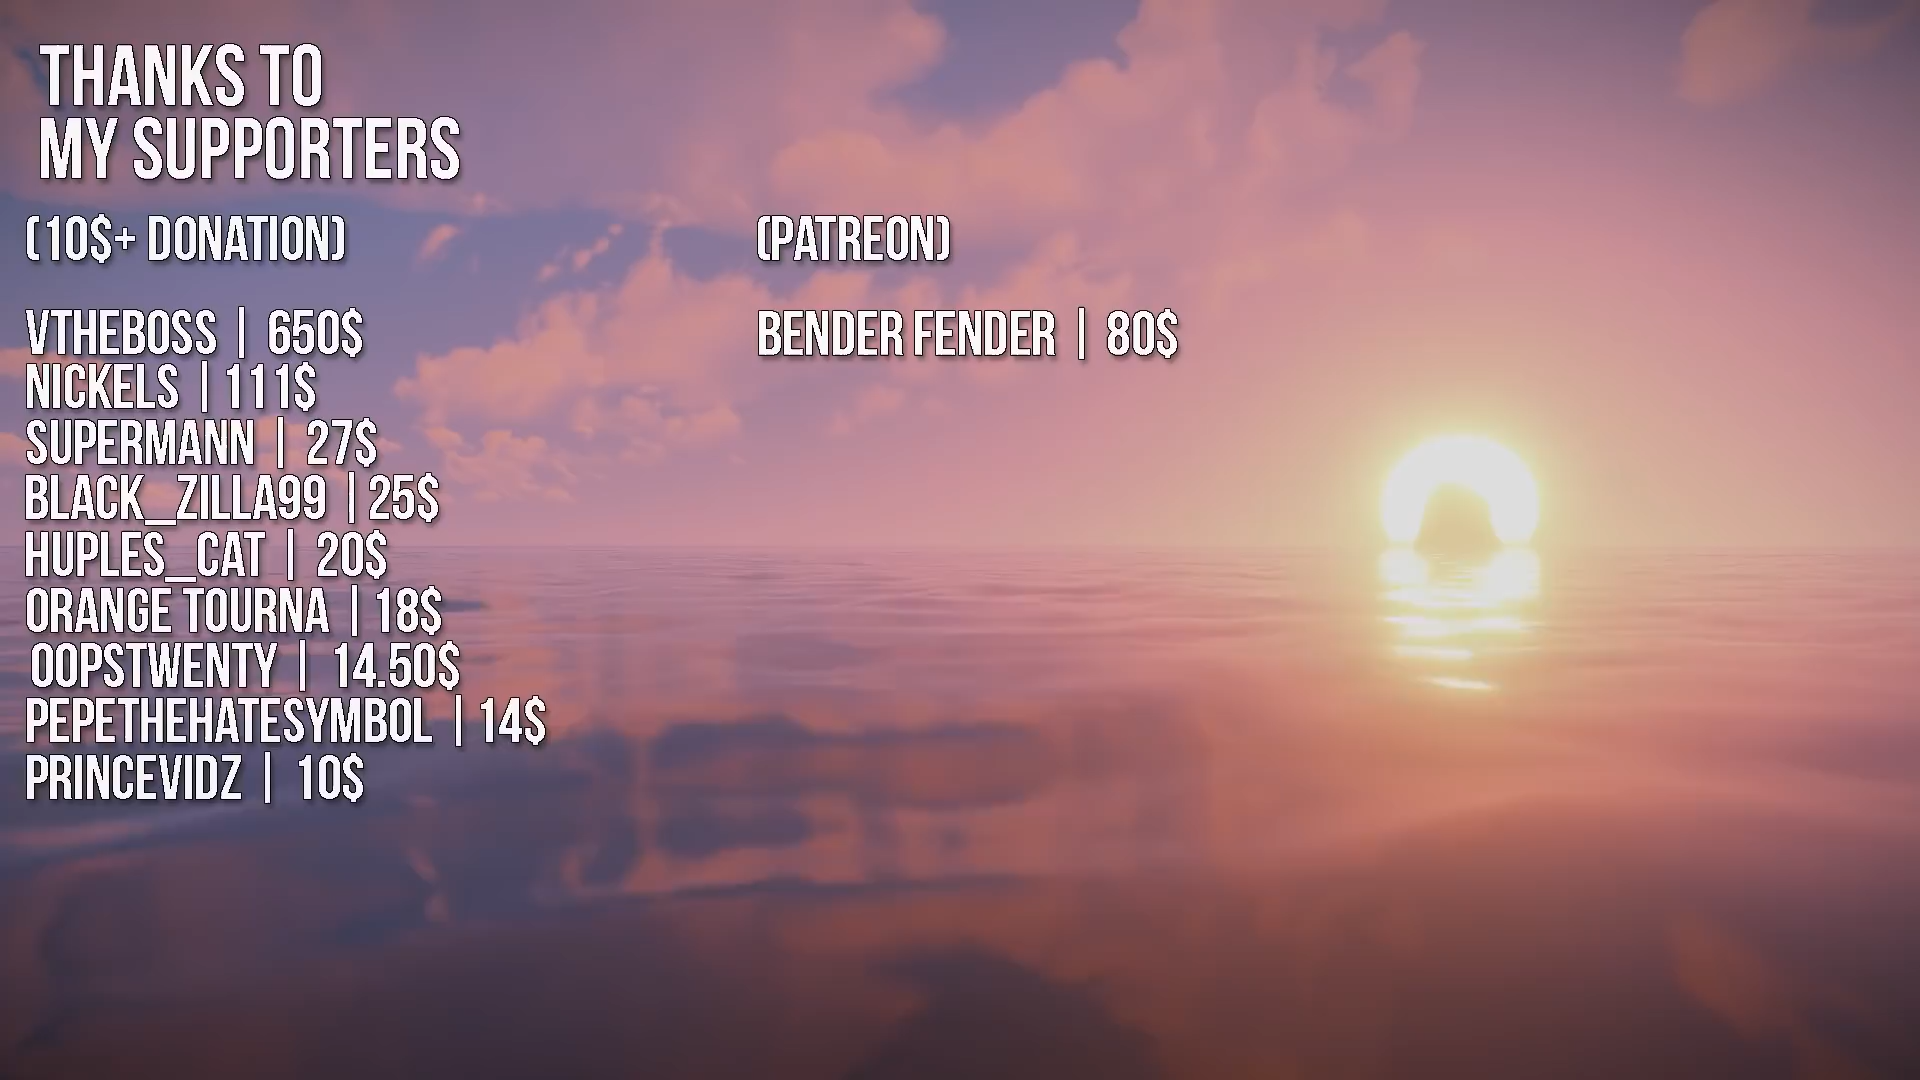 THANKS TO
MY SUPPORTERS
(10$+ DONATION)
VTHEBOSS | 650$
NICKELS | 111$
SUPERMANN | 27$
BLACK_ZILLA99 | 25$
HUPLES_CAT | 20$
ORANGE TOURNA | 18$
OOPSTWENTY | 14.50$
PEPETHEHATESYMBOL | 14$
PRINCEVIDZ | 10$
(PATREON)
BENDER FENDER | 80$